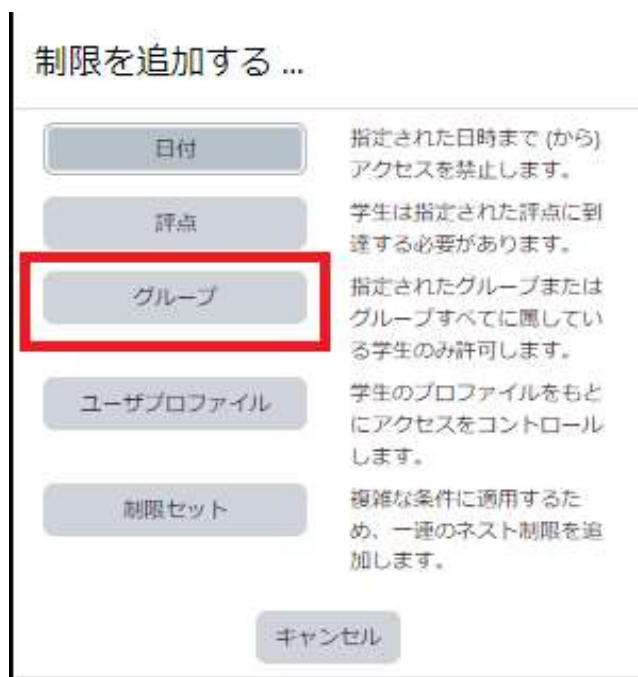 制限を追加する ...
日付
指定された日時まで (から)
アクセスを禁止します。
評点
学生は指定された評点に到
達する必要があります。
グループ
指定されたグループまたは
グループすべてに属してい
る学生のみ許可します。
ユーザプロファイル
学生のプロファイルをもと
にアクセスをコントロール
します。
制限セット
複雑な条件に適用するた
め、一連のネスト制限を追
加します。
キャンセル